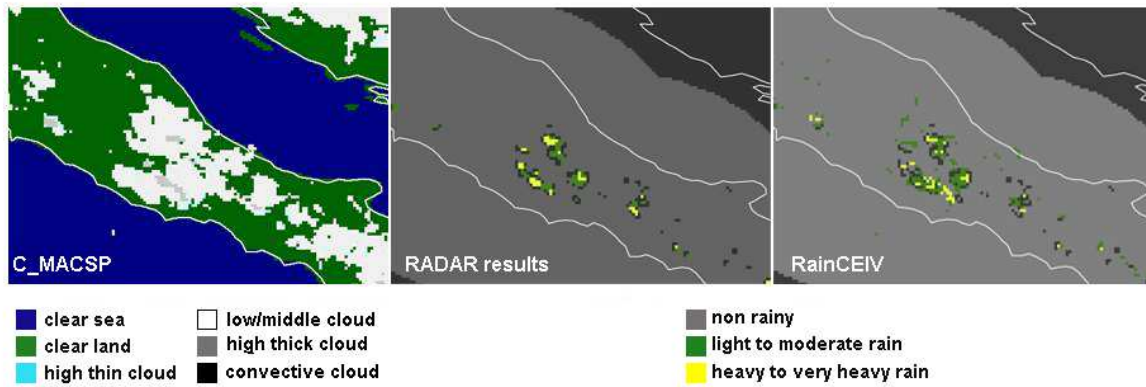 C_MACSP
RADAR results
RainCEIV
clear sea
low/middle cloud
non rainy
clear land
high thick cloud
light to moderate rain
high thin cloud
convective cloud
heavy to very heavy rain